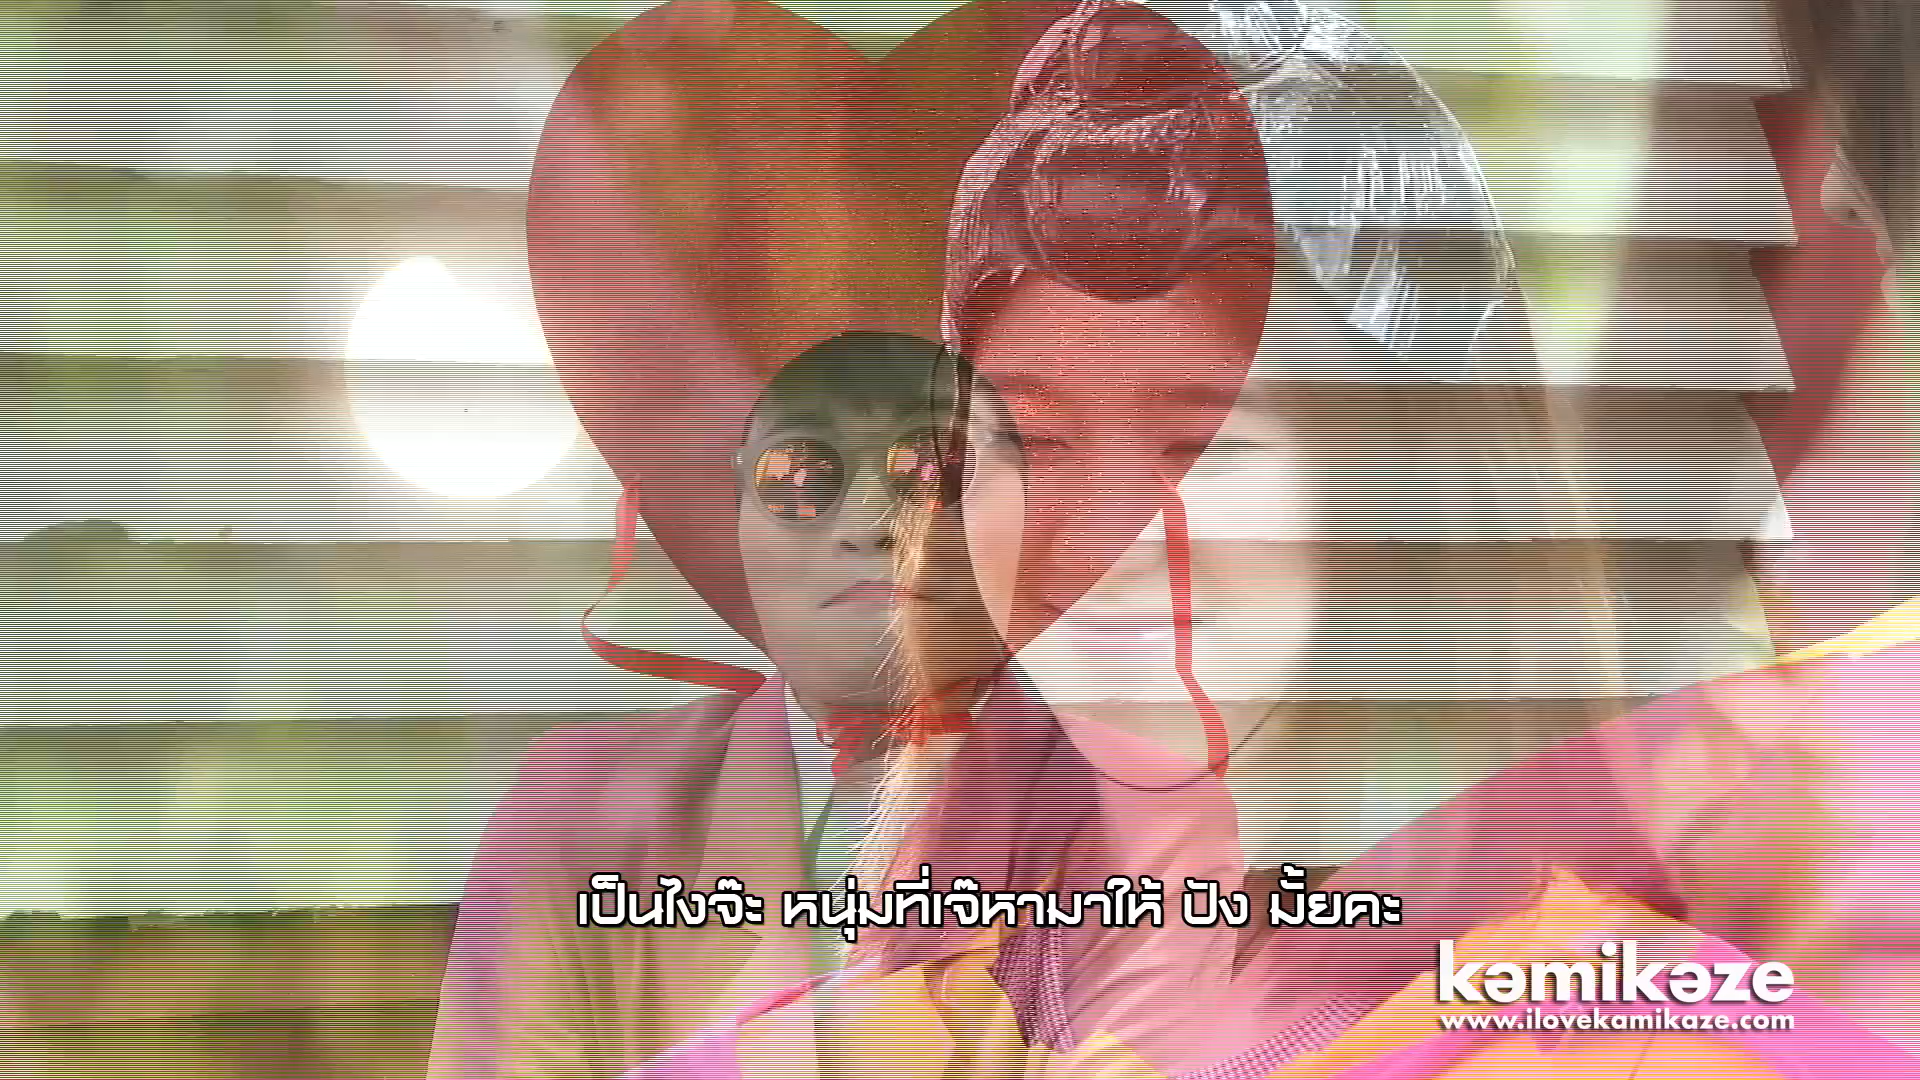 เป็นไงจ๊ะ หนุ่มที่เจ๊หามาให้ ปัง มั้ยคะ
kamikaze
www.ilovekamikaze.com